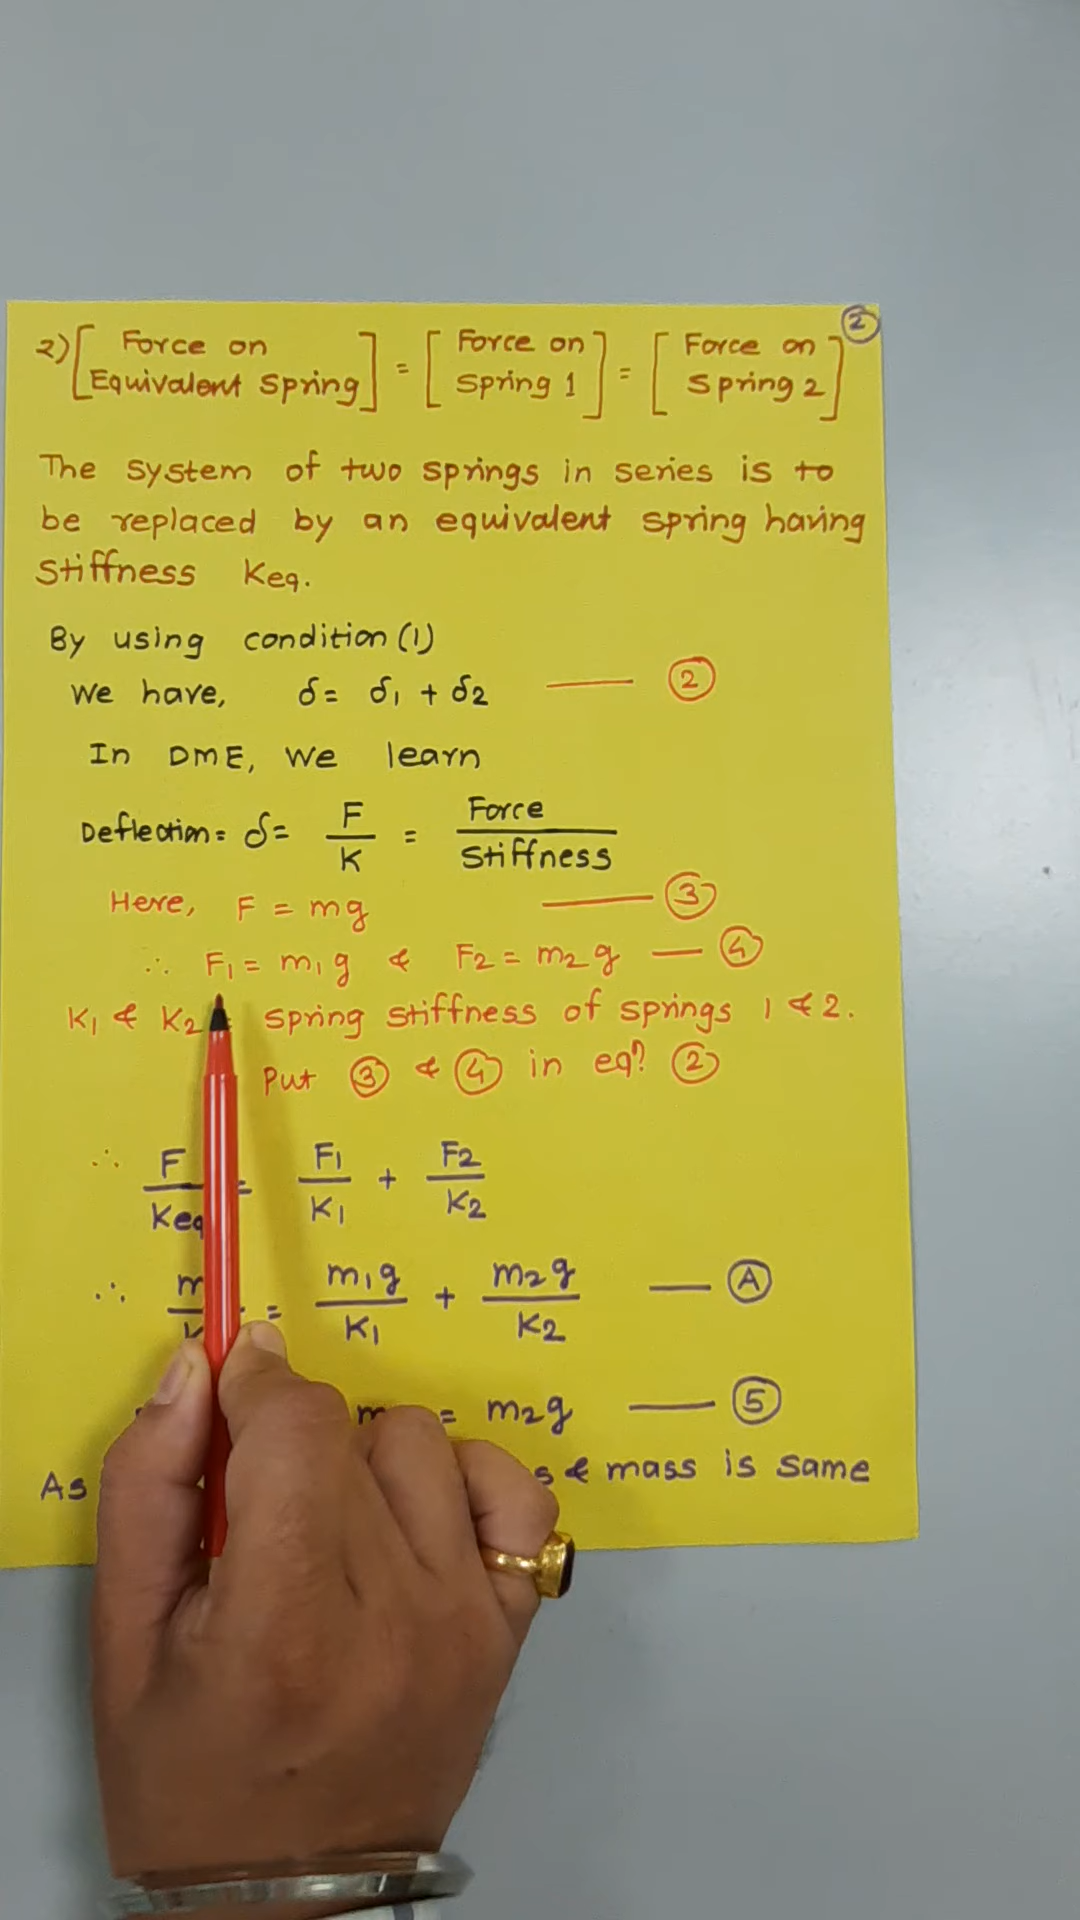 2
2) [Force on Equivalent Spring] = [Force on Spring 1] = [Force on Spring 2]
The system of two springs in series is to
be replaced by an equivalent spring having
stiffness Keq.
By using condition (1)
We have, δ = δ1 + δ2 — 2
In DME, we learn
Deflection = δ = F/K = Force/Stiffness
Here, F = mg — 3
∴ F1 = m1g & F2 = m2g — 4
K1 & K2 spring stiffness of springs 1 & 2.
Put 3 & 4 in eqn 2
∴ F/Keq = F1/K1 + F2/K2
∴ m = m1g/K1 + m2g/K2 — A
= m2g — 5
As & mass is same